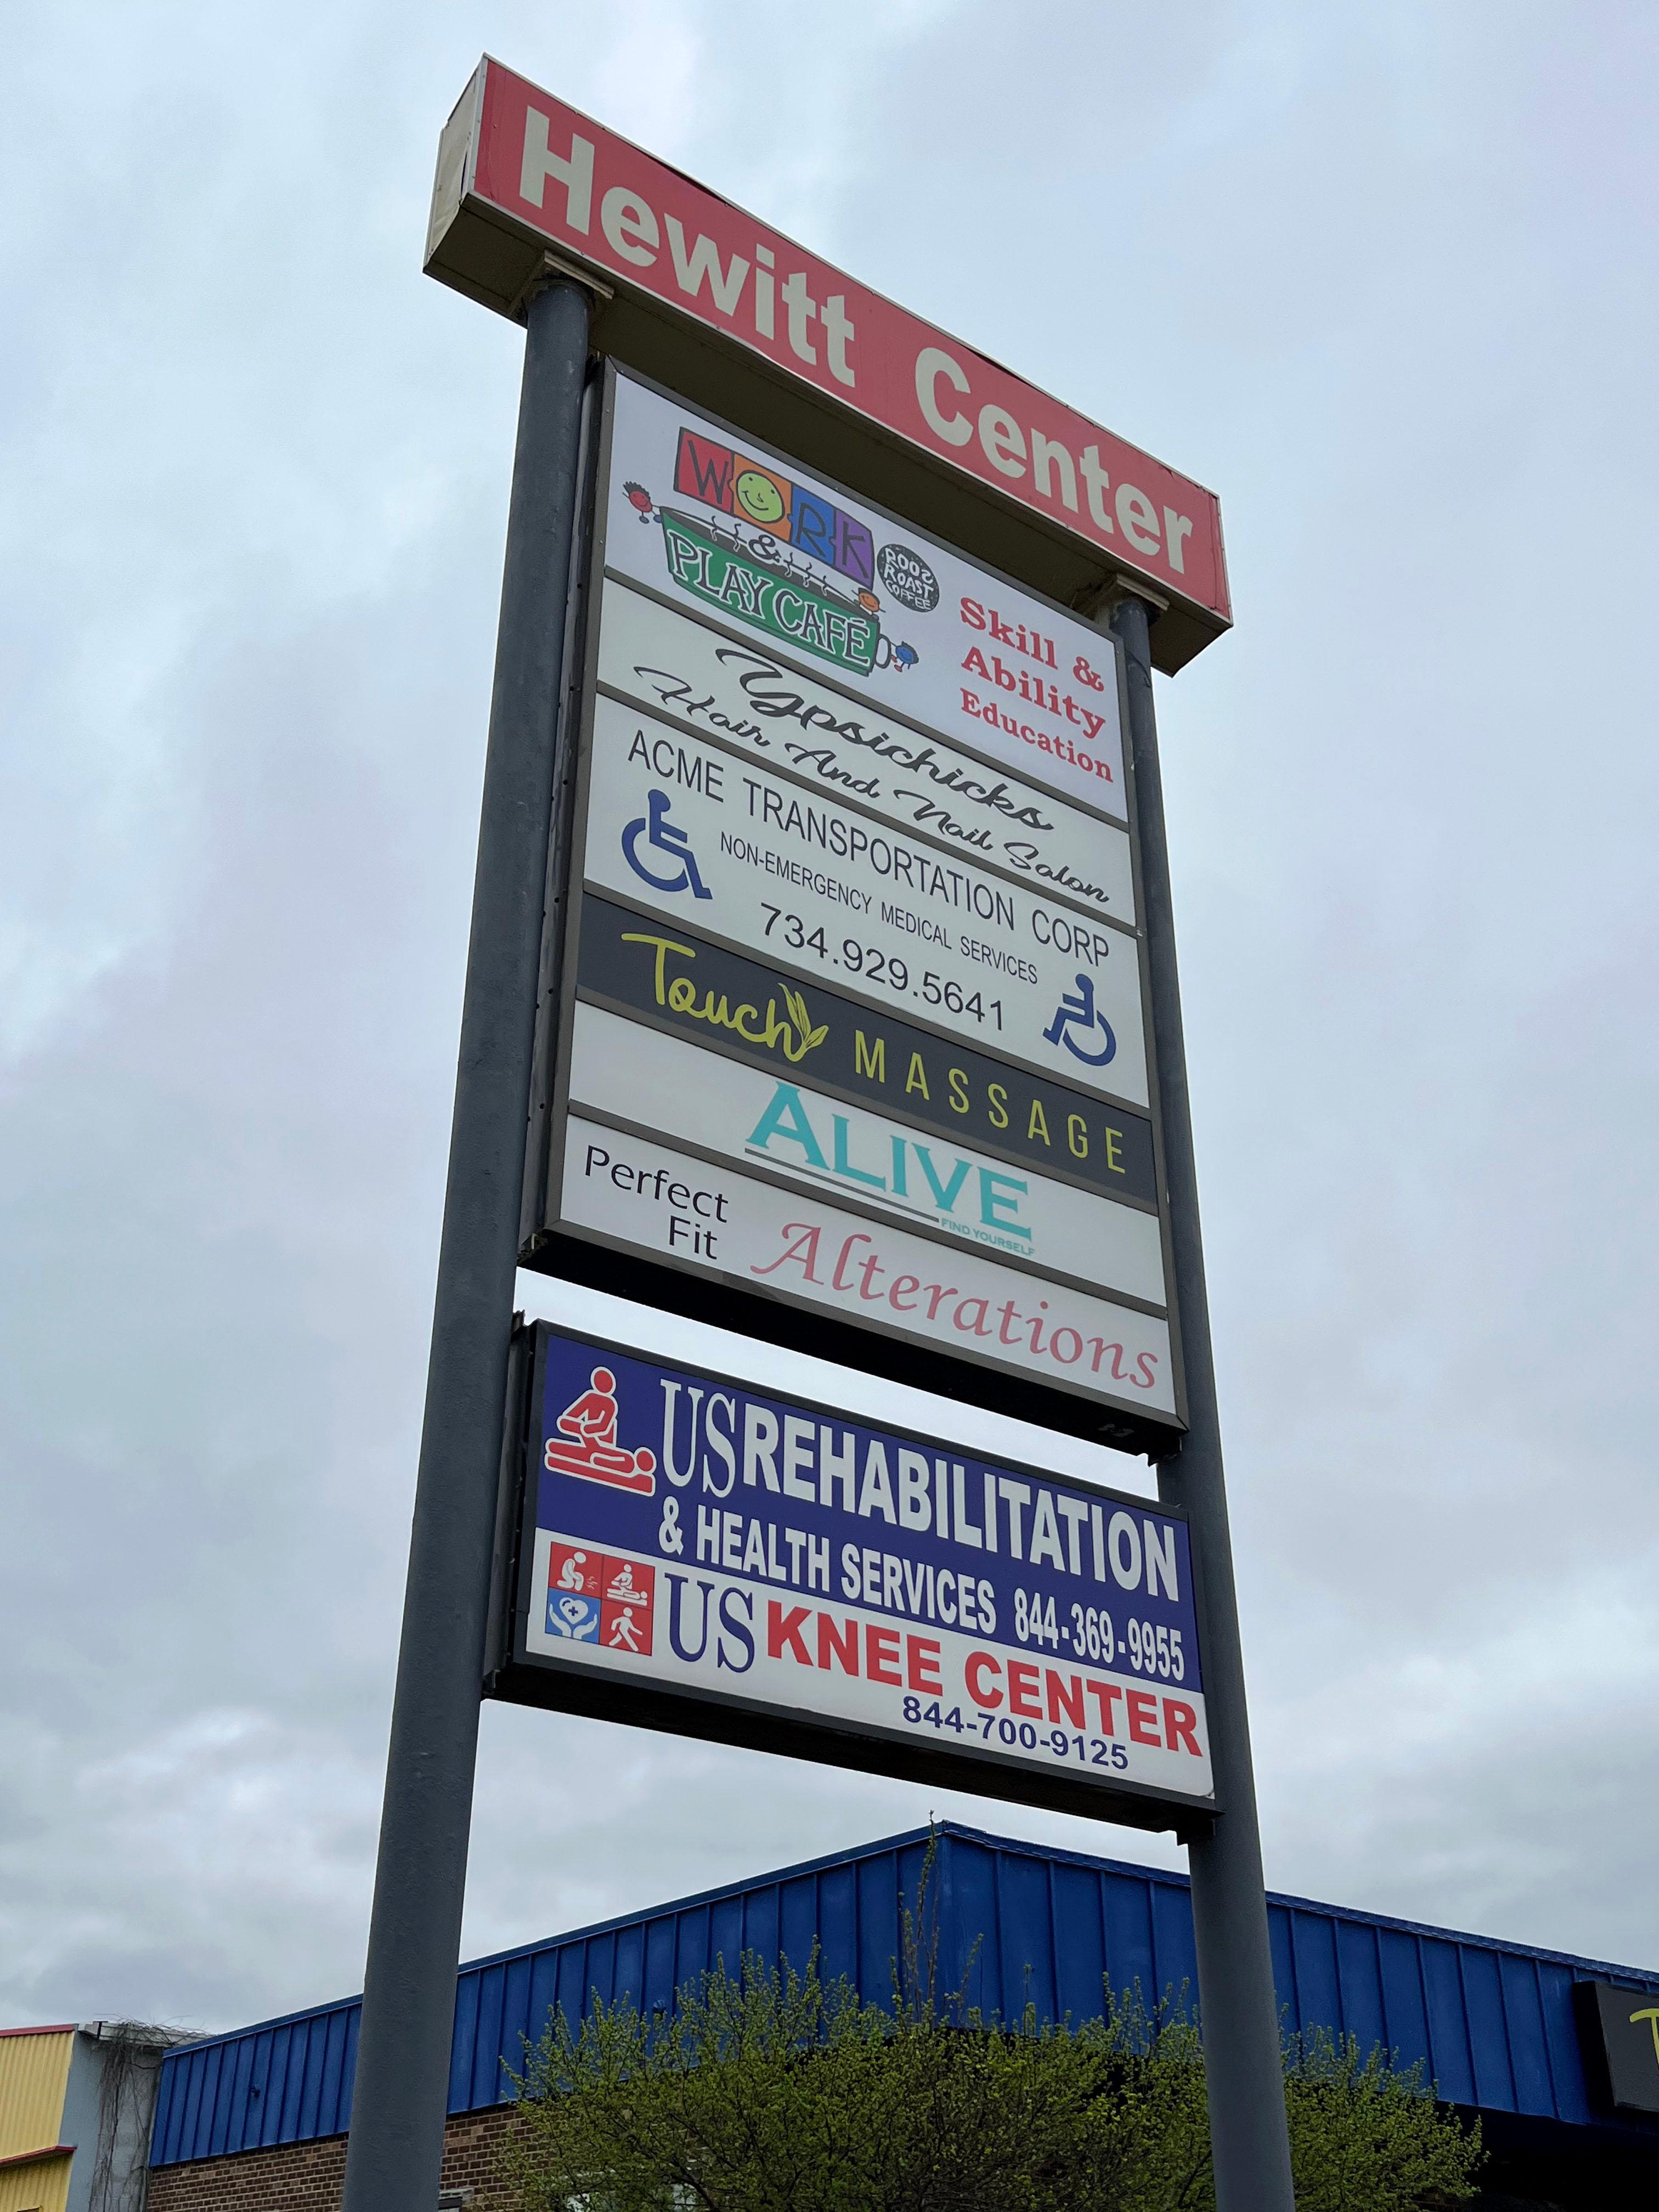 Hewitt Center
WORK
&
PLAY CAFÉ
ROOS
ROAST
COFFEE
Skill &
Ability
Education
Ypsichicks
Hair And Nail Salon
ACME TRANSPORTATION CORP
NON-EMERGENCY MEDICAL SERVICES
734.929.5641
Touch MASSAGE
ALIVE
FIND YOURSELF
Perfect
Fit
Alterations
US REHABILITATION
& HEALTH SERVICES 844-369-9955
US KNEE CENTER
844-700-9125